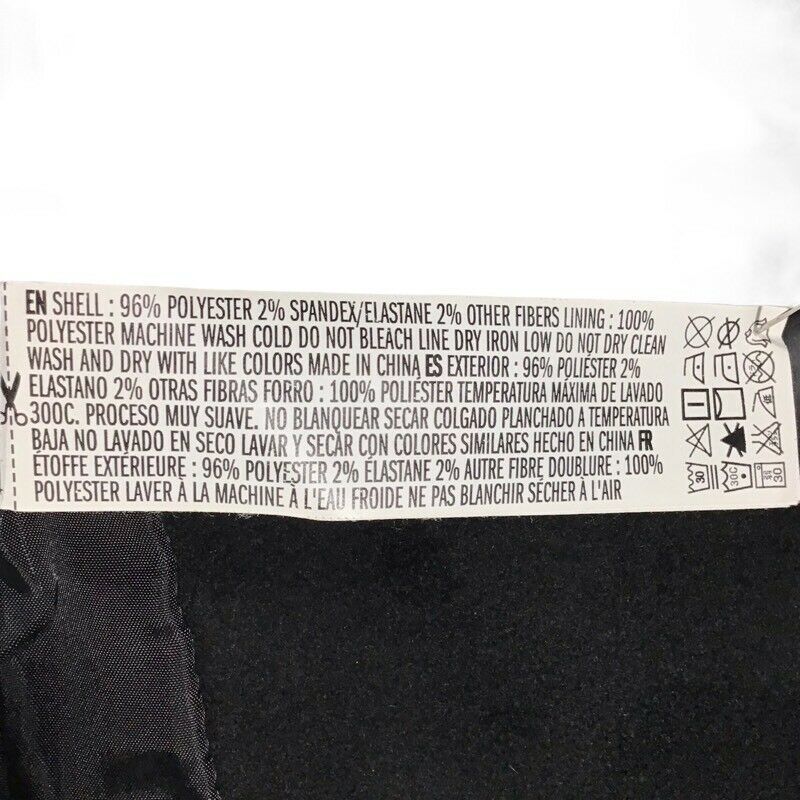 EN SHELL : 96% POLYESTER 2% SPANDEX/ELASTANE 2% OTHER FIBERS LINING : 100%
POLYESTER MACHINE WASH COLD DO NOT BLEACH LINE DRY IRON LOW DO NOT DRY CLEAN
WASH AND DRY WITH LIKE COLORS MADE IN CHINA ES EXTERIOR : 96% POLIÉSTER 2%
ELASTANO 2% OTRAS FIBRAS FORRO : 100% POLIÉSTER TEMPERATURA MÁXIMA DE LAVADO
300C. PROCESO MUY SUAVE. NO BLANQUEAR SECAR COLGADO PLANCHADO A TEMPERATURA
BAJA NO LAVADO EN SECO LAVAR Y SECAR CON COLORES SIMILARES HECHO EN CHINA FR
ÉTOFFE EXTÉRIEURE : 96% POLYESTER 2% ÉLASTANE 2% AUTRE FIBRE DOUBLURE : 100%
POLYESTER LAVER À LA MACHINE À L'EAU FROIDE NE PAS BLANCHIR SÉCHER À L'AIR
30 30C 30